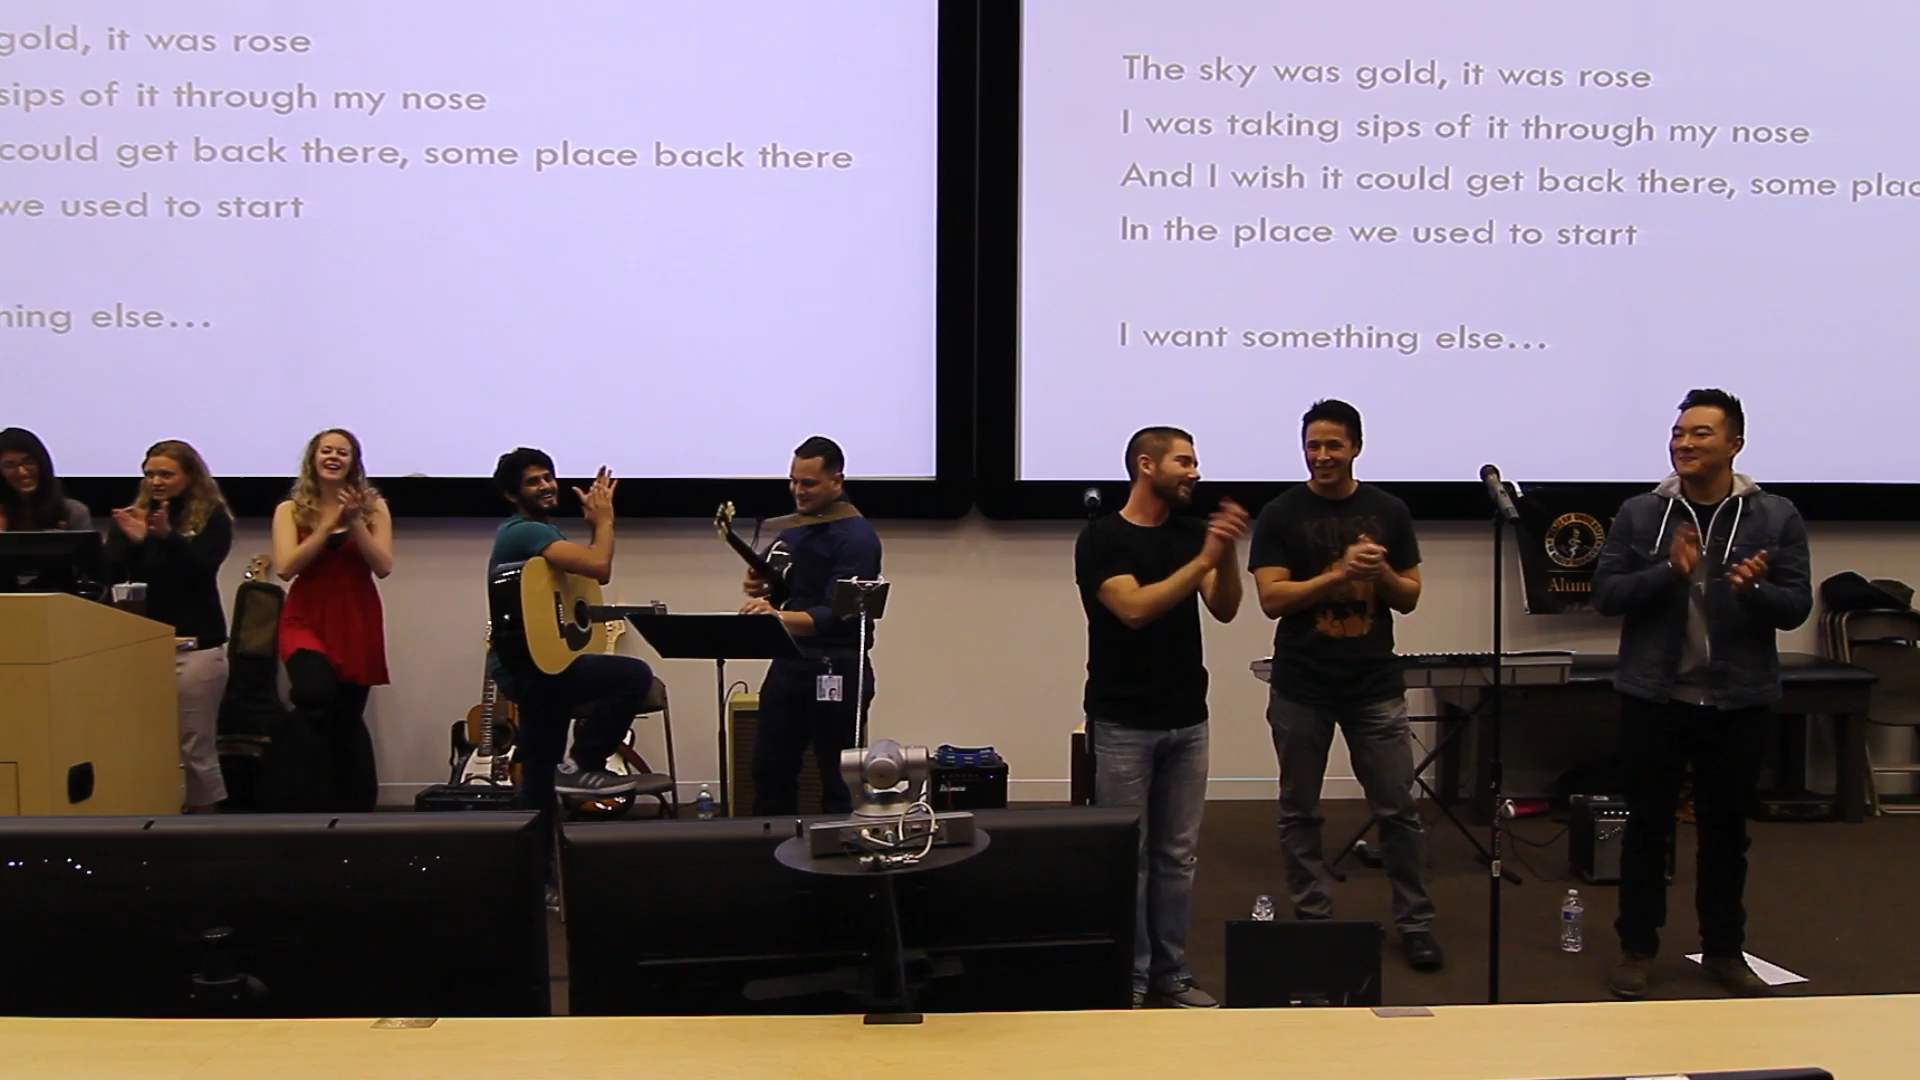 gold, it was rose
sips of it through my nose
could get back there, some place back there
we used to start
hing else...
The sky was gold, it was rose
I was taking sips of it through my nose
And I wish it could get back there, some plac
In the place we used to start
I want something else...
KINGS
Alum